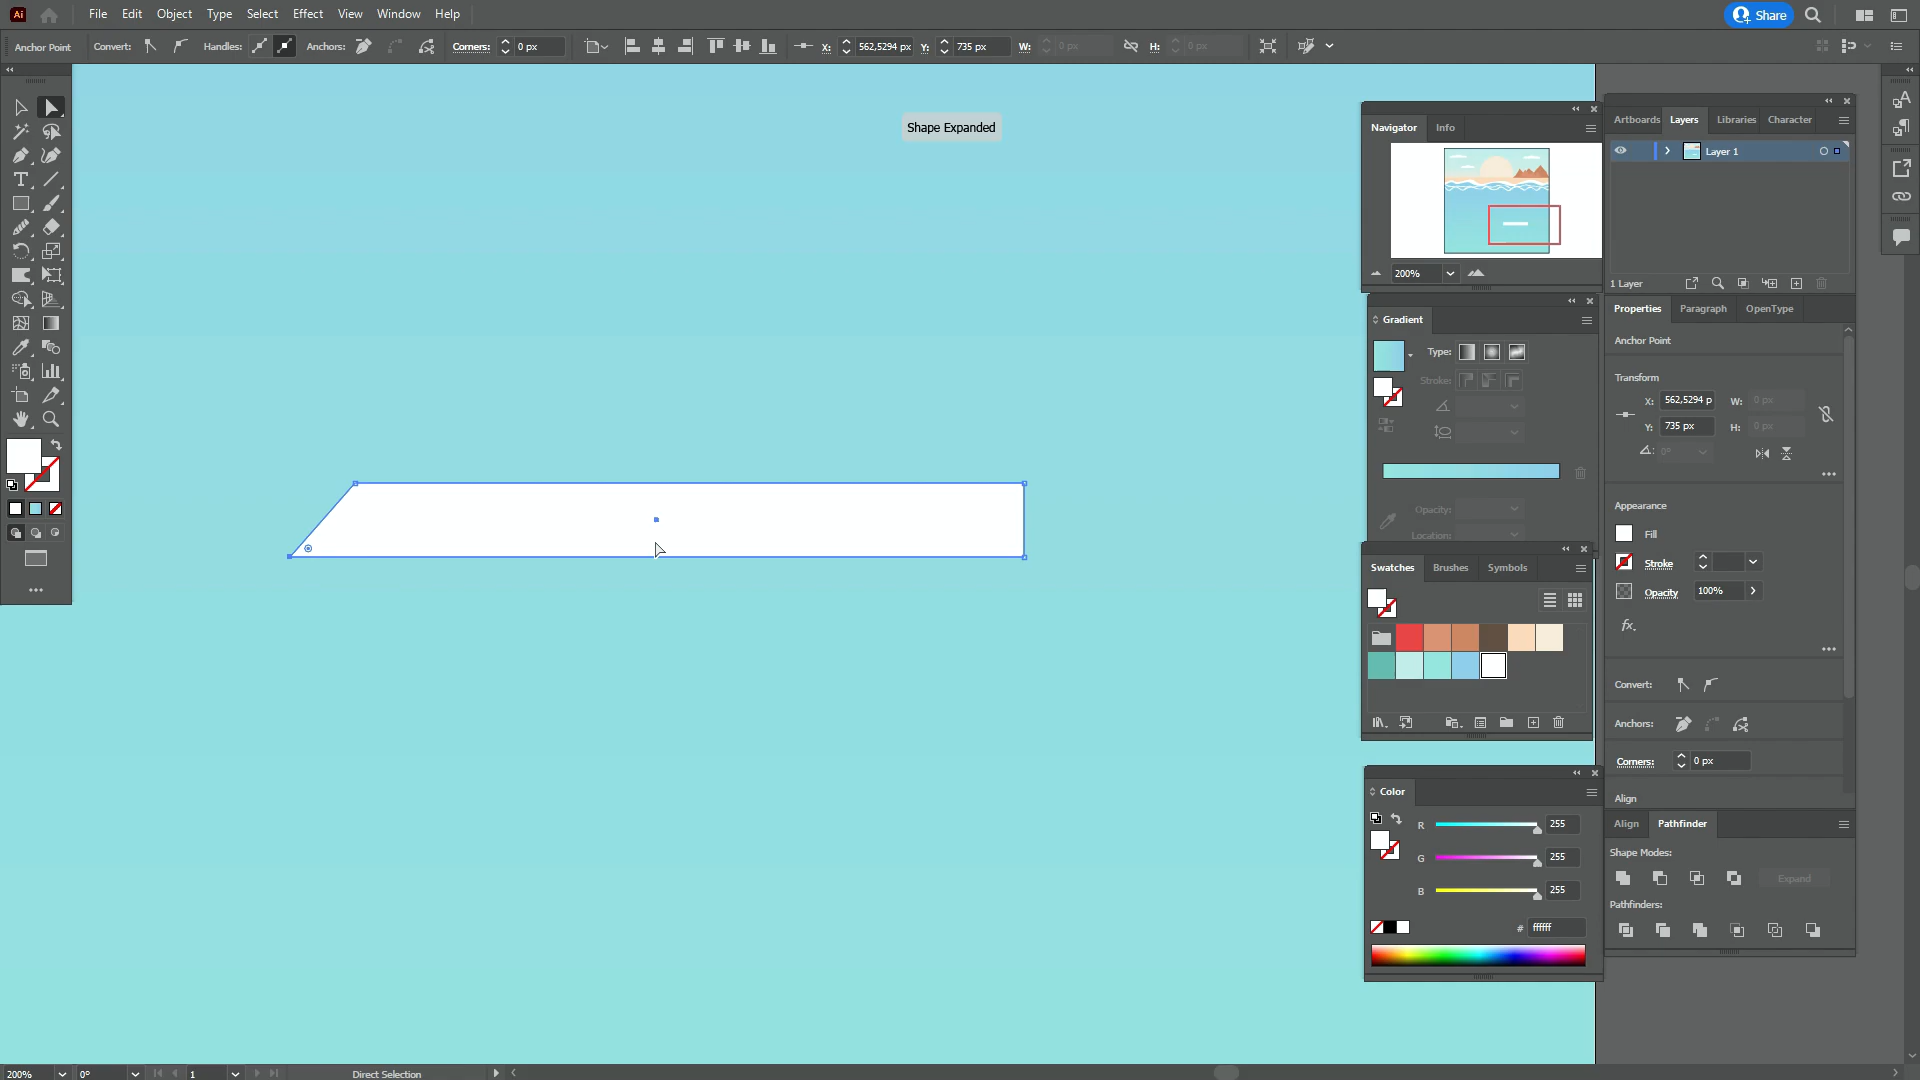 Ai File Edit Object Type Select Effect View Window Help Share
Anchor Point Convert: Handles: Anchors: Corners: 0 px X: 562,5294 px Y: 735 px W: 0 px H: 0 px
Shape Expanded
Navigator Info
200%
Artboards Layers Libraries Character
Layer 1
1 Layer
Gradient
Type:
Stroke:
Opacity:
Location:
Properties Paragraph OpenType
Anchor Point
Transform
X: 562,5294 p W: 0 px
Y: 735 px H: 0 px
0°
Appearance
Fill
Stroke
Opacity 100%
fx.
Convert:
Anchors:
Corners: 0 px
Align
Swatches Brushes Symbols
Color
R 255
G 255
B 255
# ffffff
Align Pathfinder
Shape Modes:
Expand
Pathfinders:
200% 0° 1 Direct Selection